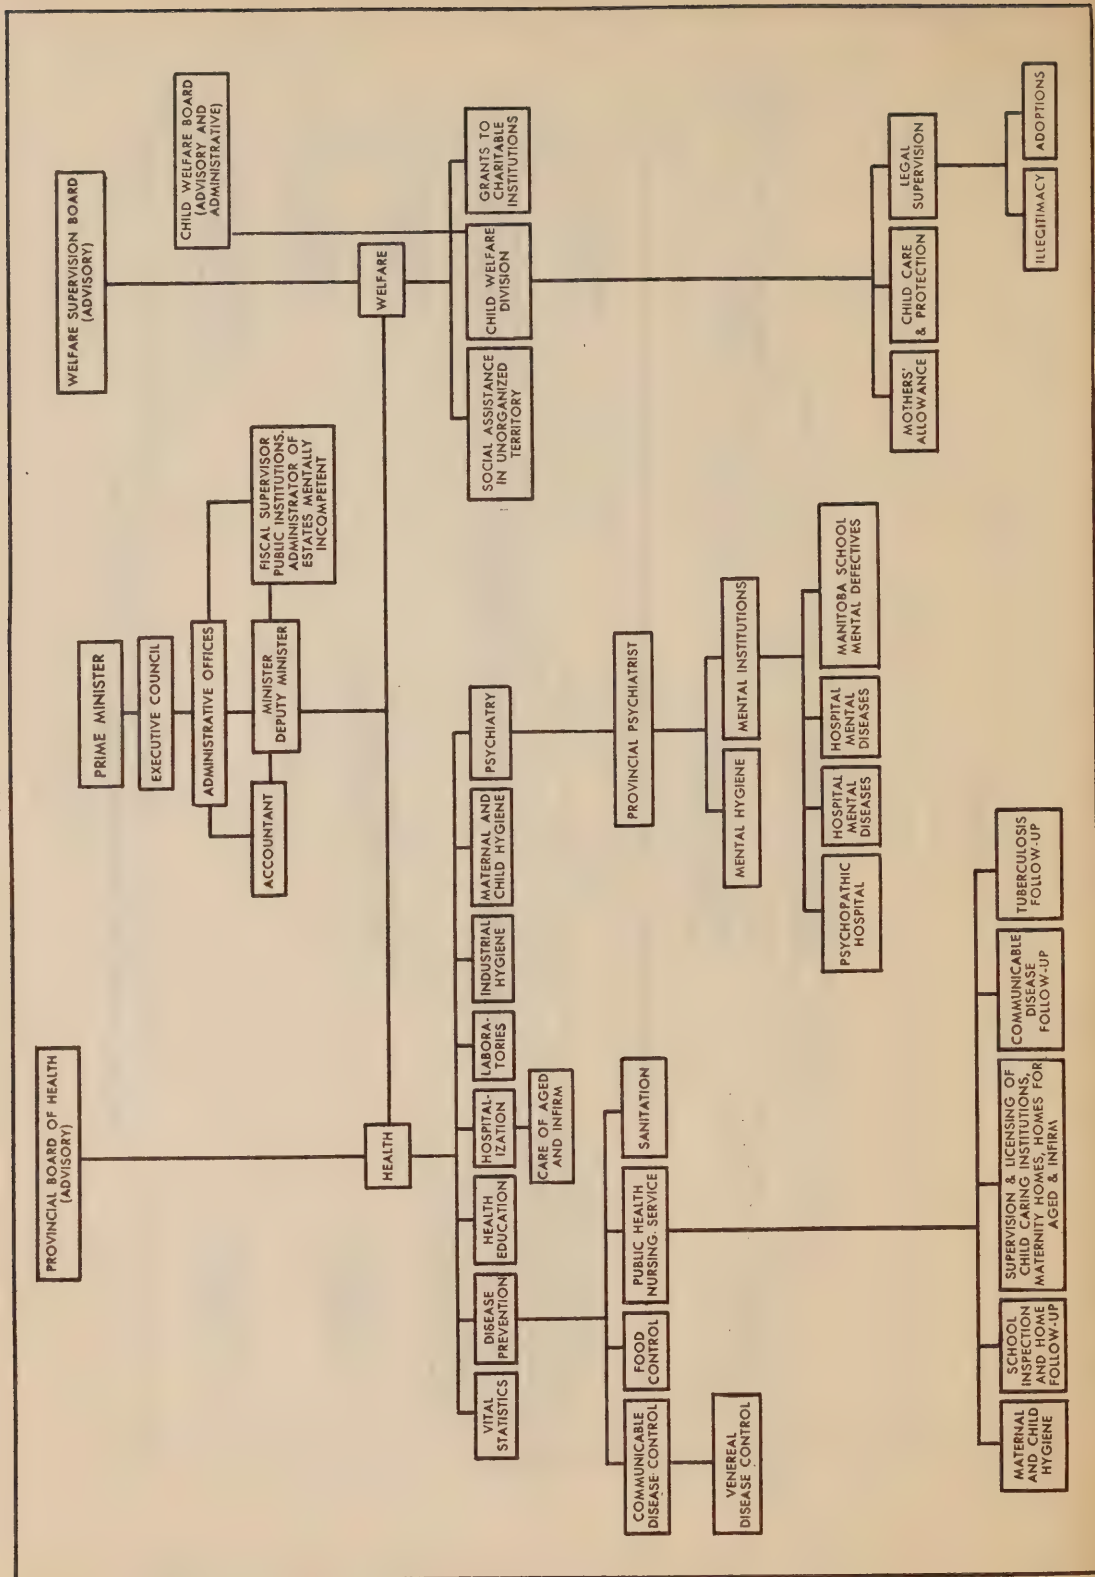 PROVINCIAL BOARD OF HEALTH
(ADVISORY)
PRIME MINISTER
EXECUTIVE COUNCIL
ADMINISTRATIVE OFFICES
ACCOUNTANT
MINISTER
DEPUTY MINISTER
FISCAL SUPERVISOR
PUBLIC INSTITUTIONS.
ADMINISTRATOR OF
ESTATES MENTALLY
INCOMPETENT
WELFARE SUPERVISION BOARD
(ADVISORY)
CHILD WELFARE BOARD
(ADVISORY AND
ADMINISTRATIVE)
HEALTH
WELFARE
VITAL
STATISTICS
DISEASE
PREVENTION
HEALTH
EDUCATION
HOSPITAL-
IZATION
LABORA-
TORIES
INDUSTRIAL
HYGIENE
MATERNAL AND
CHILD HYGIENE
PSYCHIATRY
SOCIAL ASSISTANCE
IN UNORGANIZED
TERRITORY
CHILD WELFARE
DIVISION
GRANTS TO
CHARITABLE
INSTITUTIONS
CARE OF AGED
AND INFIRM
COMMUNICABLE
DISEASE CONTROL
FOOD
CONTROL
PUBLIC HEALTH
NURSING. SERVICE
SANITATION
PROVINCIAL PSYCHIATRIST
VENEREAL
DISEASE CONTROL
MENTAL HYGIENE
MENTAL INSTITUTIONS
PSYCHOPATHIC
HOSPITAL
HOSPITAL
MENTAL
DISEASES
HOSPITAL
MENTAL
DISEASES
MANITOBA SCHOOL
MENTAL DEFECTIVES
MOTHERS'
ALLOWANCE
CHILD CARE
& PROTECTION
LEGAL
SUPERVISION
MATERNAL
AND CHILD
HYGIENE
SCHOOL
INSPECTION
AND HOME
FOLLOW-UP
SUPERVISION & LICENSING OF
CHILD CARING INSTITUTIONS,
MATERNITY HOMES, HOMES FOR
AGED & INFIRM
COMMUNICABLE
DISEASE
FOLLOW-UP
TUBERCULOSIS
FOLLOW-UP
ILLEGITIMACY
ADOPTIONS